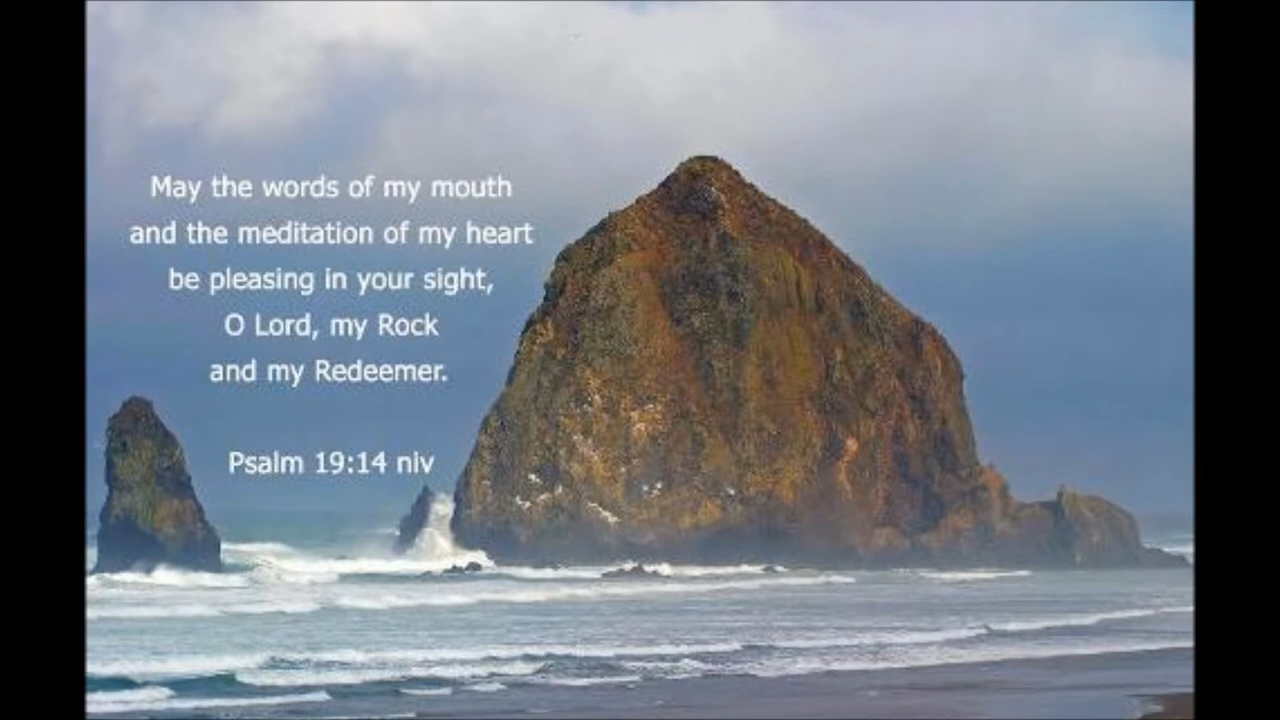 May the words of my mouth
and the meditation of my heart
be pleasing in your sight,
O Lord, my Rock
and my Redeemer.
Psalm 19:14 niv